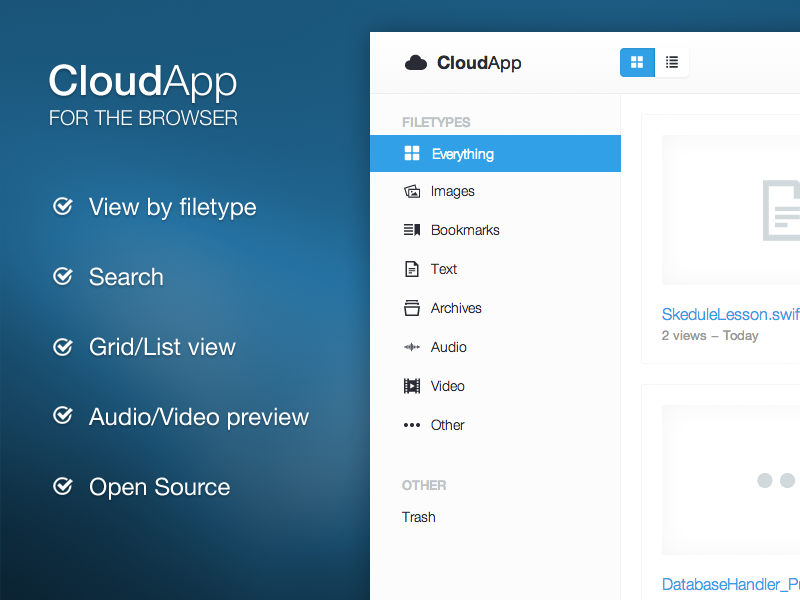 CloudApp
FOR THE BROWSER
View by filetype
Search
Grid/List view
Audio/Video preview
Open Source
CloudApp
FILETYPES
Everything
Images
Bookmarks
Text
Archives
Audio
Video
Other
OTHER
Trash
SkeduleLesson.swif
2 views – Today
DatabaseHandler_Pr